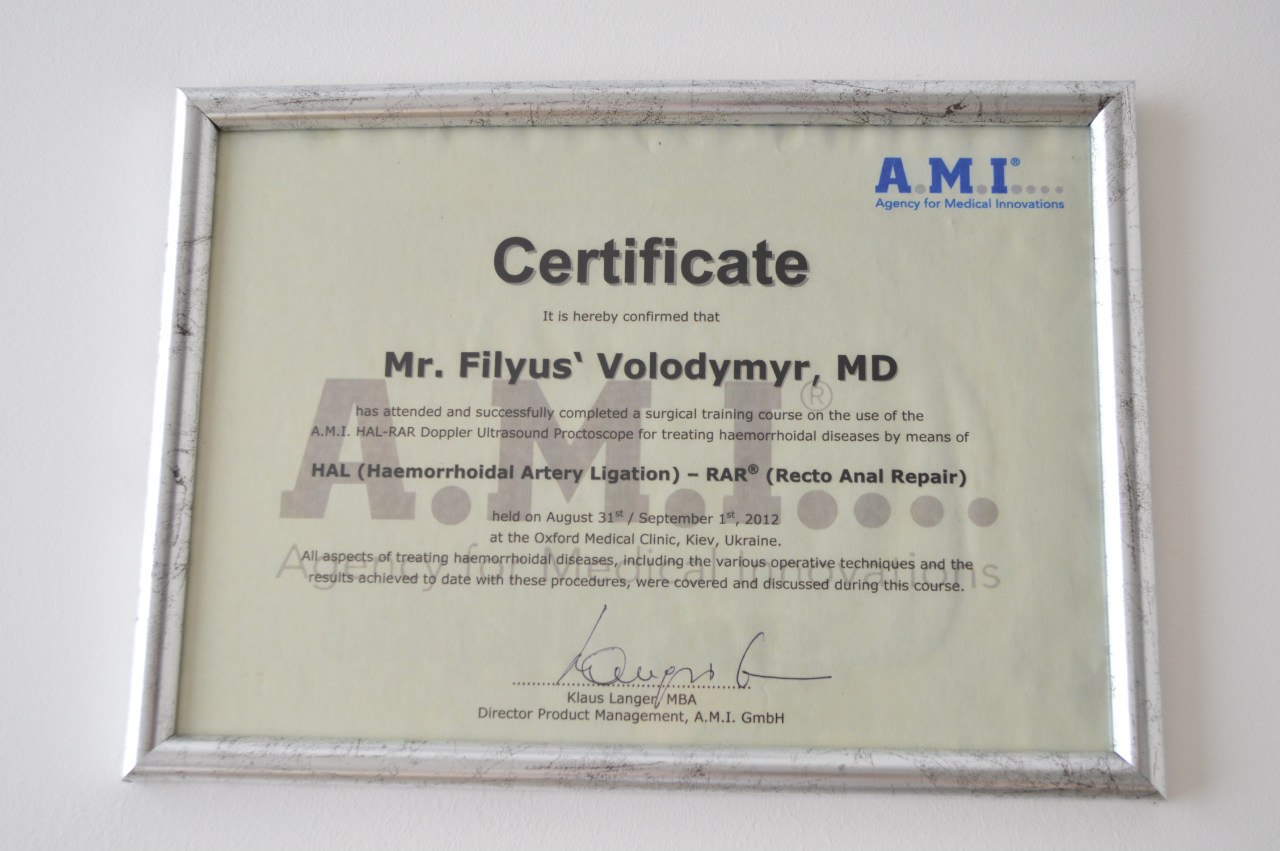 A.M.I®....
Agency for Medical Innovations
Certificate
It is hereby confirmed that
Mr. Filyus‘ Volodymyr, MD
has attended and successfully completed a surgical training course on the use of the
A.M.I. HAL-RAR Doppler Ultrasound Proctoscope for treating haemorrhoidal diseases by means of
HAL (Haemorrhoidal Artery Ligation) – RAR® (Recto Anal Repair)
A.M.I.®....
held on August 31st / September 1st, 2012
at the Oxford Medical Clinic, Kiev, Ukraine.
Agency for Medical Innovations
All aspects of treating haemorrhoidal diseases, including the various operative techniques and the
results achieved to date with these procedures, were covered and discussed during this course.
Klaus Langer, MBA
Director Product Management, A.M.I. GmbH